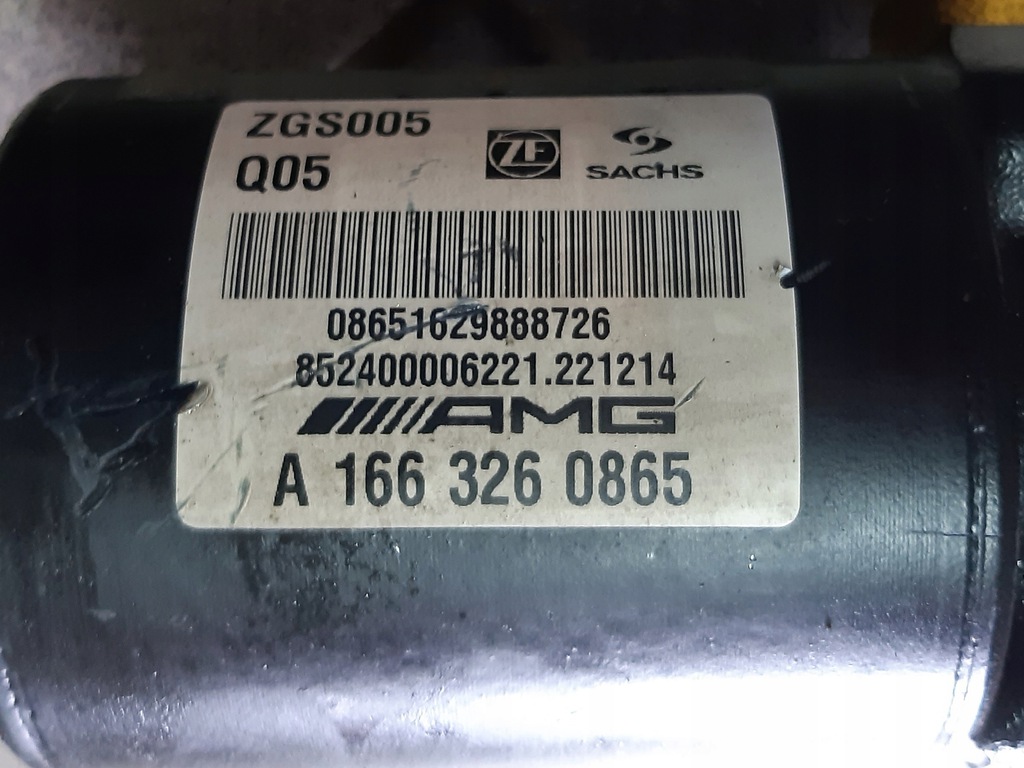 ZGS005
Q05
ZF
SACHS
08651629888726
852400006221.221214
AMG
A 166 326 0865